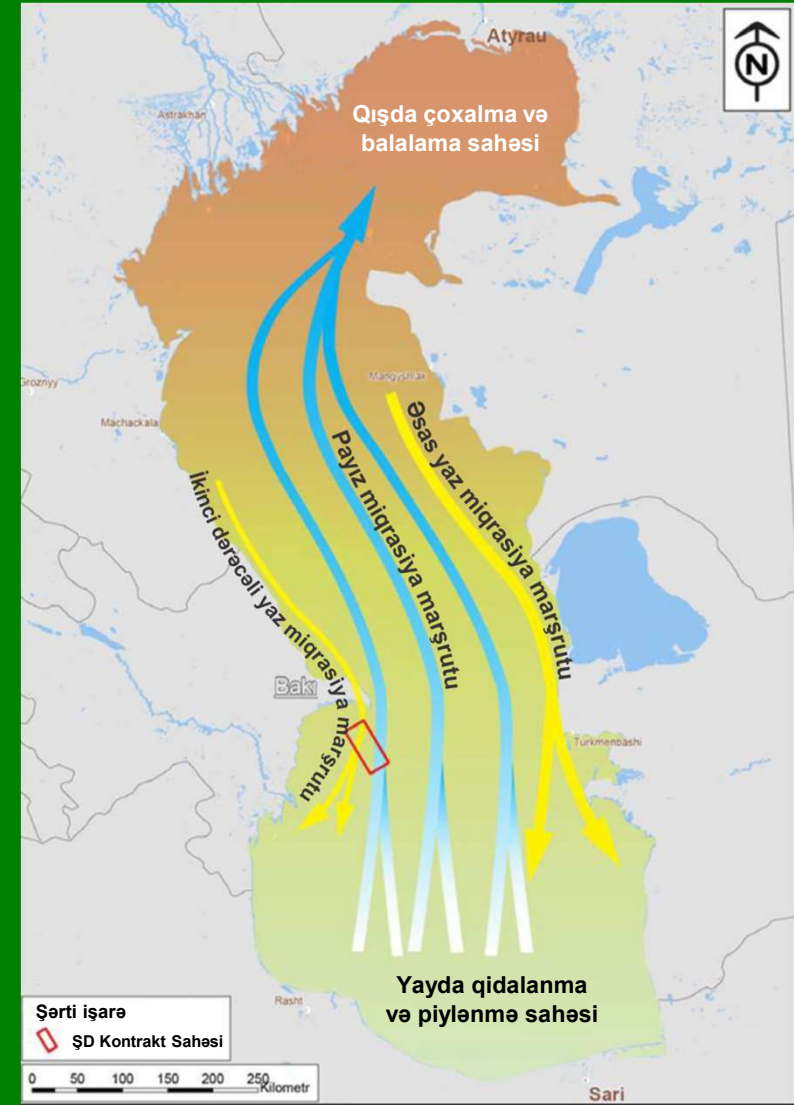 Atyrau
N
Qışda çoxalma və
balalama sahəsi
Astrakhan
Groznyy
Mangyshlak
Machackala
Əsas yaz miqrasiya marşrutu
Payız miqrasiya marşrutu
İkinci dərəcəli yaz miqrasiya marşrutu
Bakı
Turkmenbashi
Yayda qidalanma
və piylənmə sahəsi
Rasht
Şərti işarə
ŞD Kontrakt Sahəsi
0 50 100 150 200 250
Kilometr
Sari